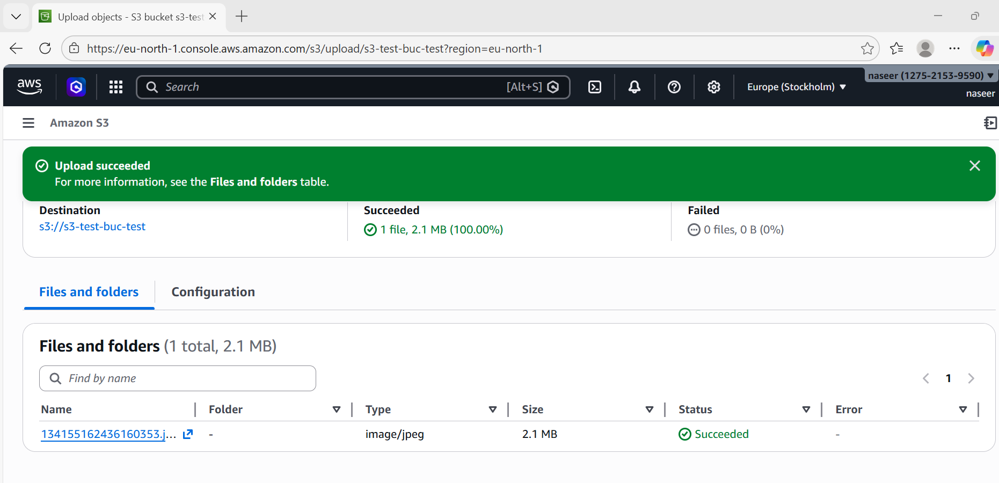 Upload objects - S3 bucket s3-test
https://eu-north-1.console.aws.amazon.com/s3/upload/s3-test-buc-test?region=eu-north-1
aws
Search
[Alt+S]
Europe (Stockholm)
naseer (1275-2153-9590)
naseer
Amazon S3
Upload succeeded
For more information, see the Files and folders table.
Destination
Succeeded
Failed
s3://s3-test-buc-test
1 file, 2.1 MB (100.00%)
0 files, 0 B (0%)
Files and folders
Configuration
Files and folders (1 total, 2.1 MB)
Find by name
1
Name Folder Type Size Status Error
134155162436160353.j... - image/jpeg 2.1 MB Succeeded -